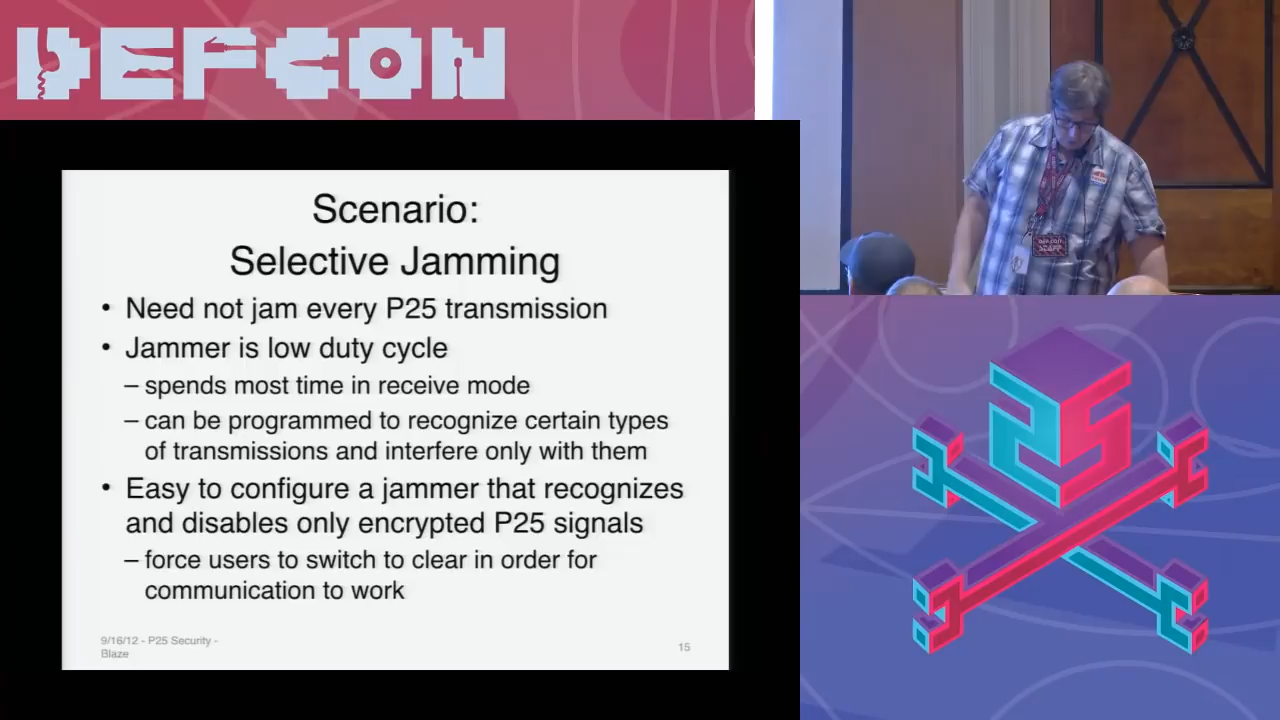 DEFCON
Scenario:
Selective Jamming
• Need not jam every P25 transmission
• Jammer is low duty cycle
– spends most time in receive mode
– can be programmed to recognize certain types
of transmissions and interfere only with them
• Easy to configure a jammer that recognizes
and disables only encrypted P25 signals
– force users to switch to clear in order for
communication to work
9/16/12 - P25 Security -
Blaze
15
DEFCON
25